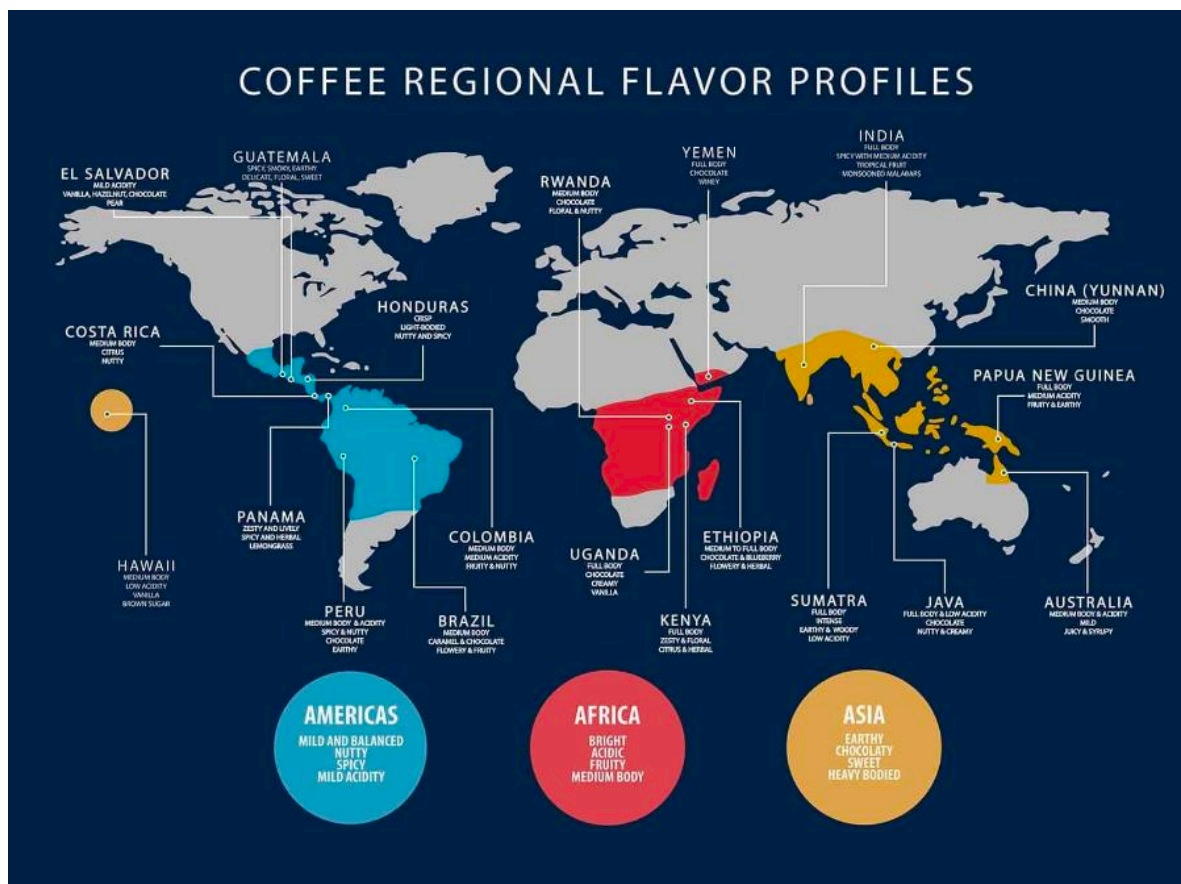 COFFEE REGIONAL FLAVOR PROFILES
EL SALVADOR
MILD ACIDITY
VANILLA, HAZELNUT, CHOCOLATE
PEAR
GUATEMALA
SPICY, SMOKY, EARTHY
DELICATE, FLORAL, SWEET
RWANDA
MEDIUM BODY
CHOCOLATE
FLORAL & NUTTY
YEMEN
FULL BODY
CHOCOLATE
WINEY
INDIA
FULL BODY
SPICY WITH MEDIUM ACIDITY
TROPICAL FRUIT
MONSOONED MALABARS
COSTA RICA
MEDIUM BODY
CITRUS
NUTTY
HONDURAS
CRISP
LIGHT-BODIED
NUTTY AND SPICY
CHINA (YUNNAN)
MEDIUM BODY
CHOCOLATE
SMOOTH
PAPUA NEW GUINEA
FULL BODY
MEDIUM ACIDITY
FRUITY & EARTHY
HAWAII
MEDIUM BODY
LOW ACIDITY
VANILLA
BROWN SUGAR
PANAMA
ZESTY AND LIVELY
SPICY AND HERBAL
LEMONGRASS
PERU
MEDIUM BODY & ACIDITY
SPICY & NUTTY
CHOCOLATE
EARTHY
COLOMBIA
MEDIUM BODY
MEDIUM ACIDITY
FRUITY & NUTTY
BRAZIL
MEDIUM BODY
CARAMEL & CHOCOLATE
FLOWERY & FRUITY
UGANDA
FULL BODY
CHOCOLATE
CREAMY
VANILLA
ETHIOPIA
MEDIUM TO FULL BODY
CHOCOLATE & BLUEBERRY
FLOWERY & HERBAL
KENYA
FULL BODY
ZESTY & FLORAL
CITRUS & HERBAL
SUMATRA
FULL BODY
INTENSE
EARTHY & WOODY
LOW ACIDITY
JAVA
FULL BODY & LOW ACIDITY
CHOCOLATE
NUTTY & CREAMY
AUSTRALIA
MEDIUM BODY & ACIDITY
MILD
JUICY & SYRUPY
AMERICAS
MILD AND BALANCED
NUTTY
SPICY
MILD ACIDITY
AFRICA
BRIGHT
ACIDIC
FRUITY
MEDIUM BODY
ASIA
EARTHY
CHOCOLATY
SWEET
HEAVY BODIED